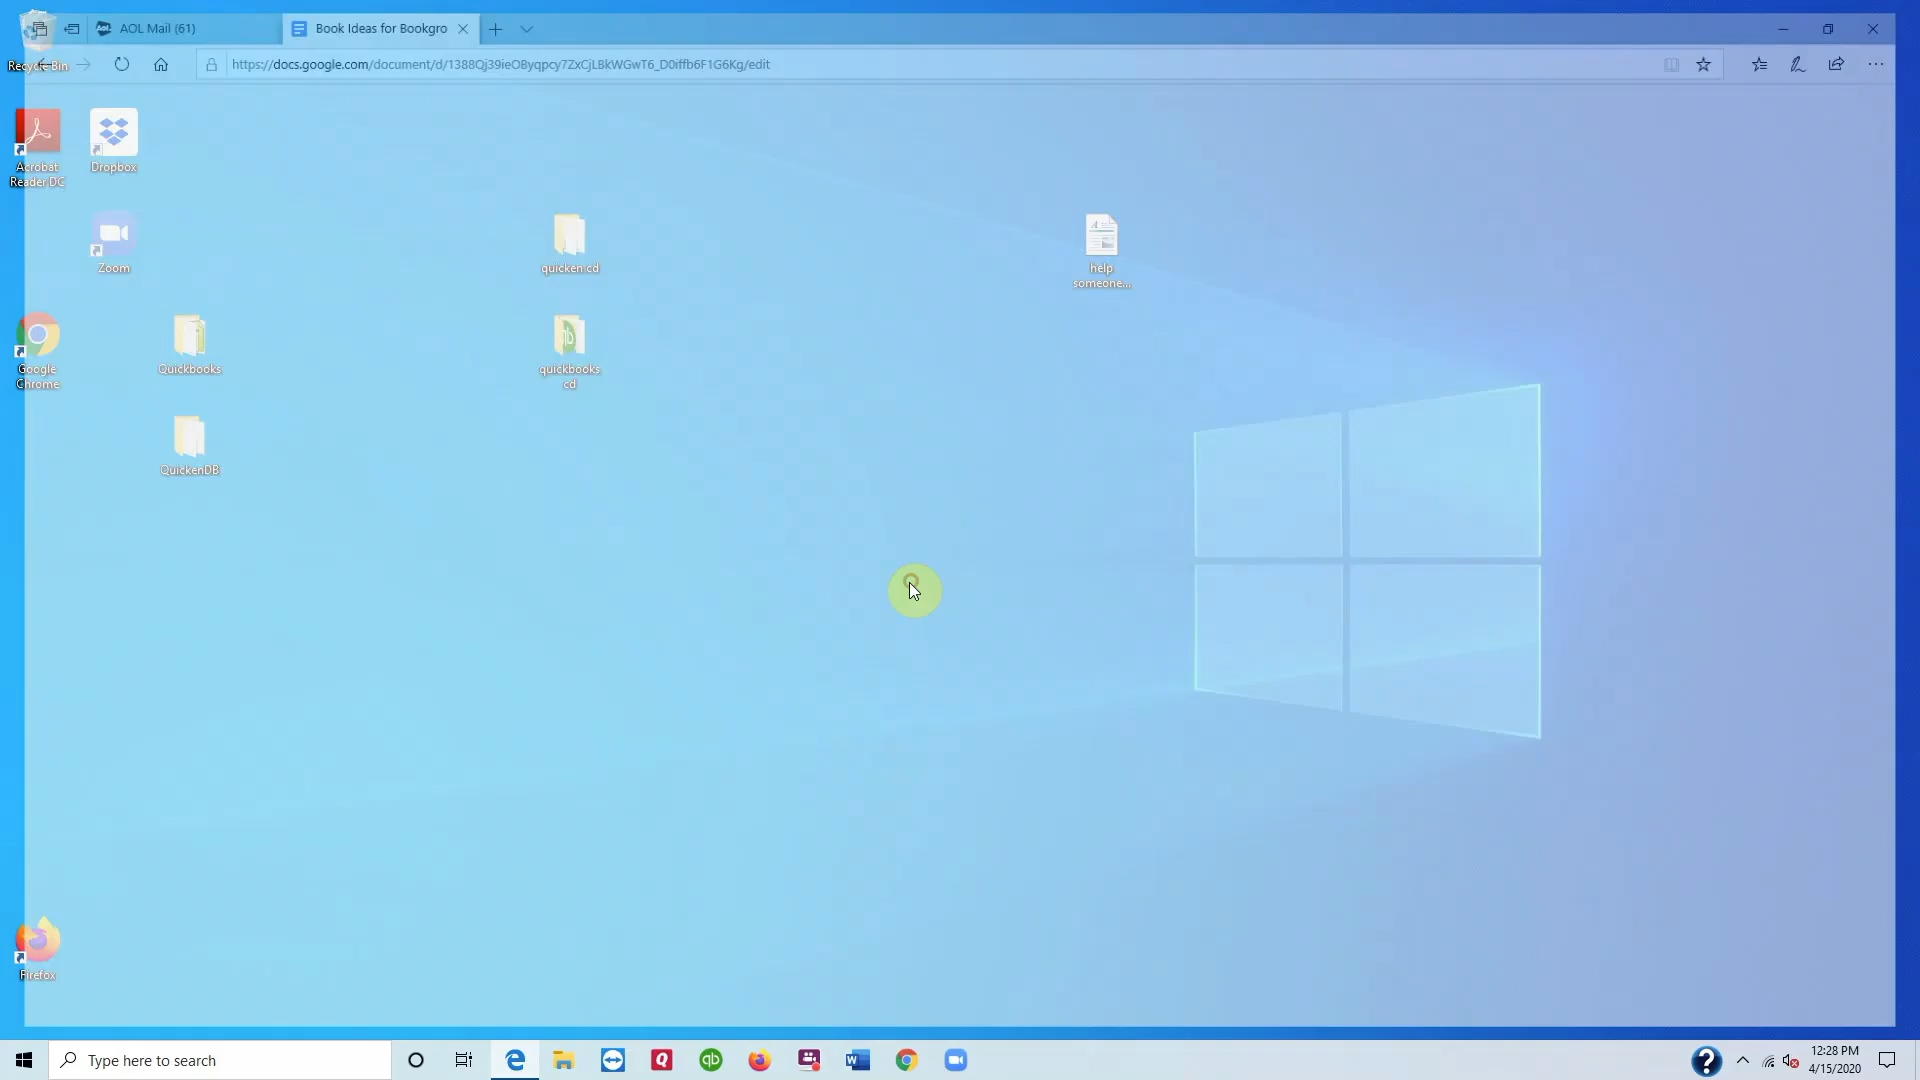 AOL Mail (61)
Book Ideas for Bookgro
Recycle Bin
https://docs.google.com/document/d/1388Qj39ieOByqpcy7ZxCjLBkWGwT6_D0iffb6F1G6Kg/edit
Acrobat
Reader DC
Dropbox
Zoom
quicken cd
help
someone...
Google
Chrome
Quickbooks
quickbooks
cd
QuickenDB
Firefox
Type here to search
12:28 PM
4/15/2020